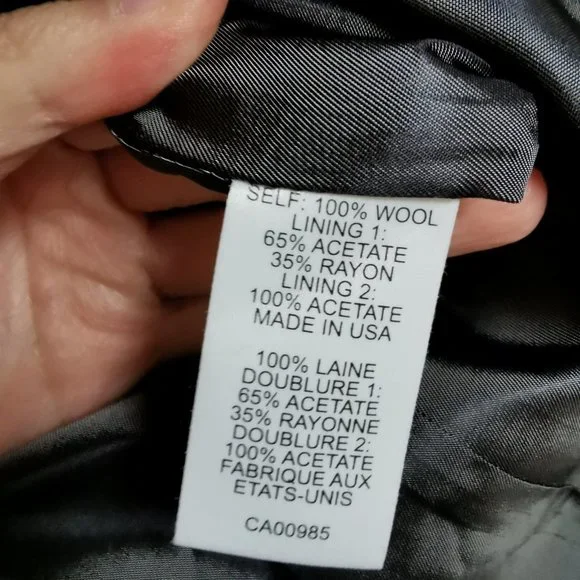 SELF: 100% WOOL
LINING 1:
65% ACETATE
35% RAYON
LINING 2:
100% ACETATE
MADE IN USA
100% LAINE
DOUBLURE 1:
65% ACETATE
35% RAYONNE
DOUBLURE 2:
100% ACETATE
FABRIQUE AUX
ETATS-UNIS
CA00985